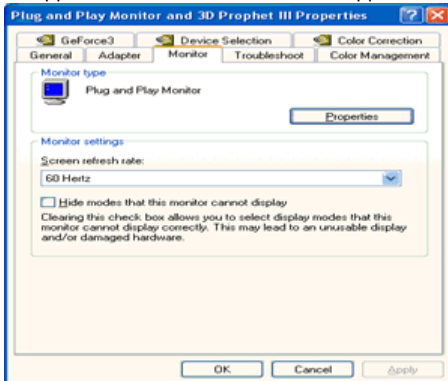 Plug and Play Monitor and 3D Prophet III Properties
GeForce3 Device Selection Color Correction
General Adapter Monitor Troubleshoot Color Management
Monitor type
Plug and Play Monitor
Properties
Monitor settings
Screen refresh rate:
60 Hertz
Hide modes that this monitor cannot display
Clearing this check box allows you to select display modes that this
monitor cannot display correctly. This may lead to an unusable display
and/or damaged hardware.
OK Cancel Apply